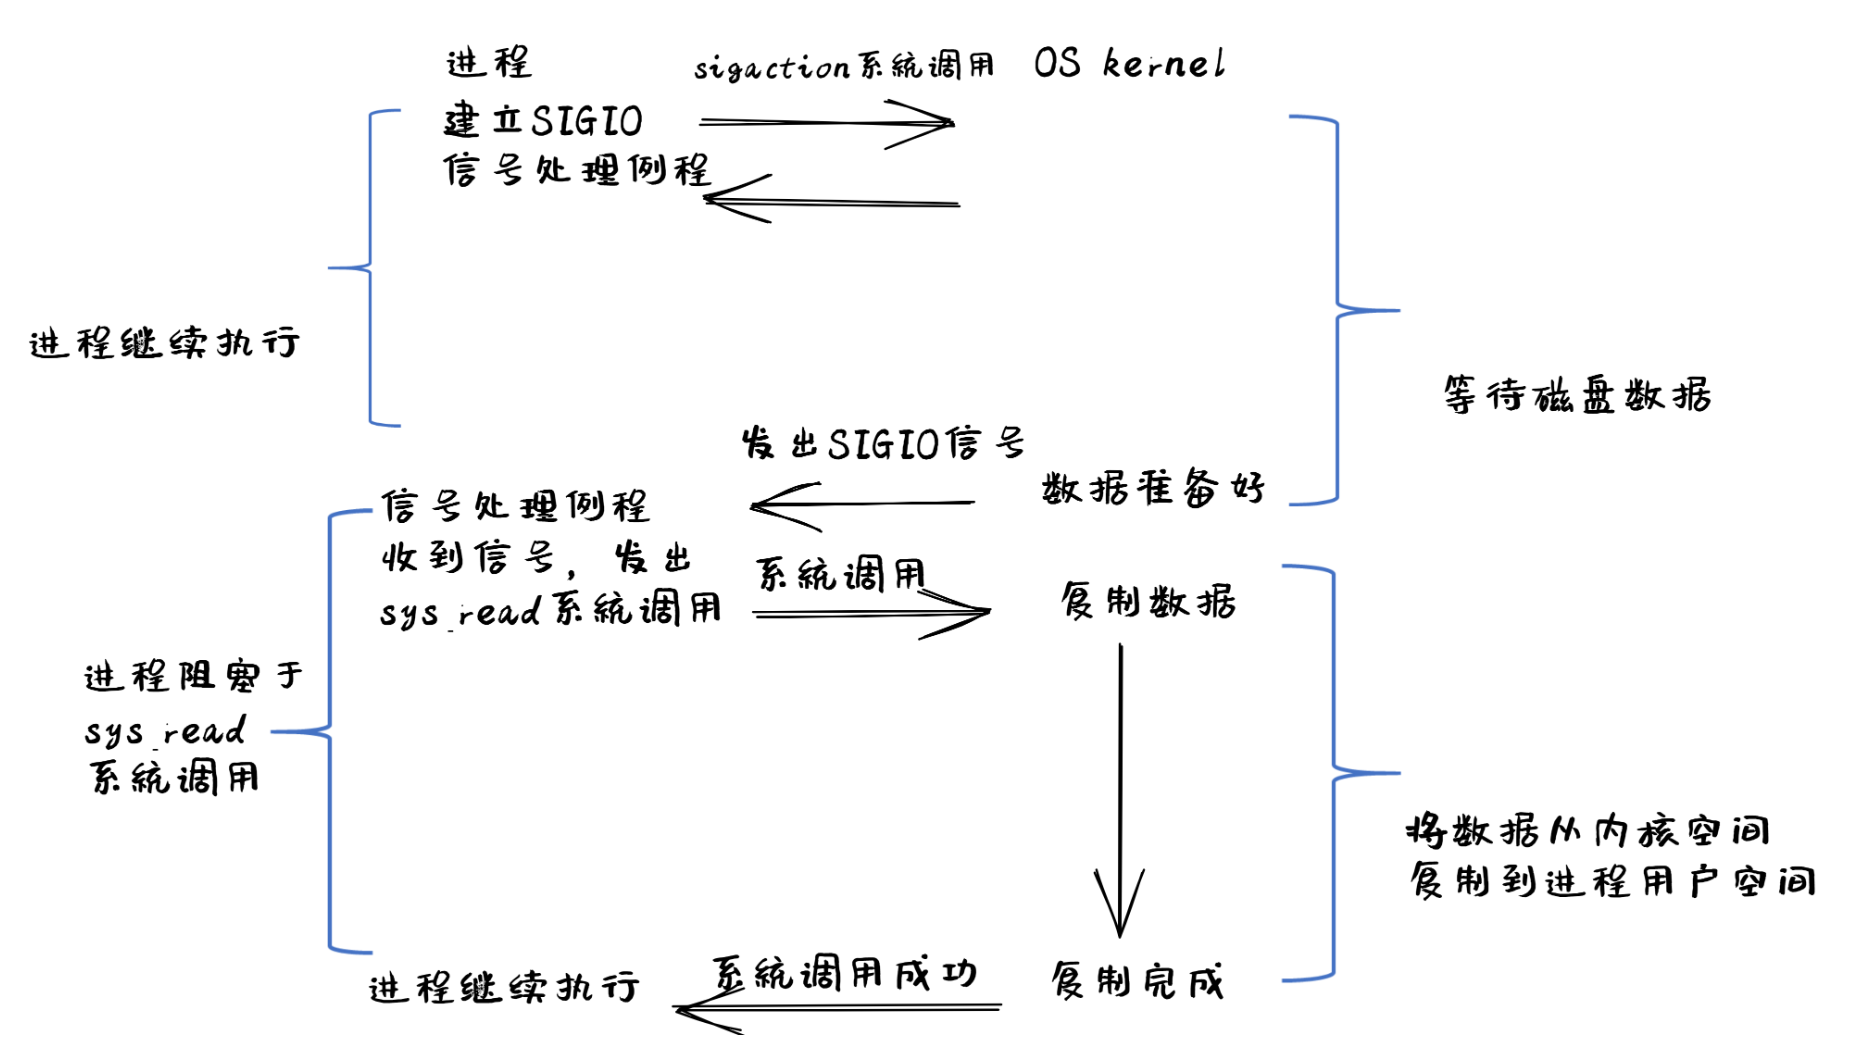 进程
sigaction系统调用
OS kernel
建立SIGIO
信号处理例程
进程继续执行
等待磁盘数据
发出SIGIO信号
数据准备好
信号处理例程
收到信号，发出
sys_read系统调用
系统调用
复制数据
进程阻塞于
sys_read
系统调用
将数据从内核空间
复制到进程用户空间
进程继续执行
系统调用成功
复制完成